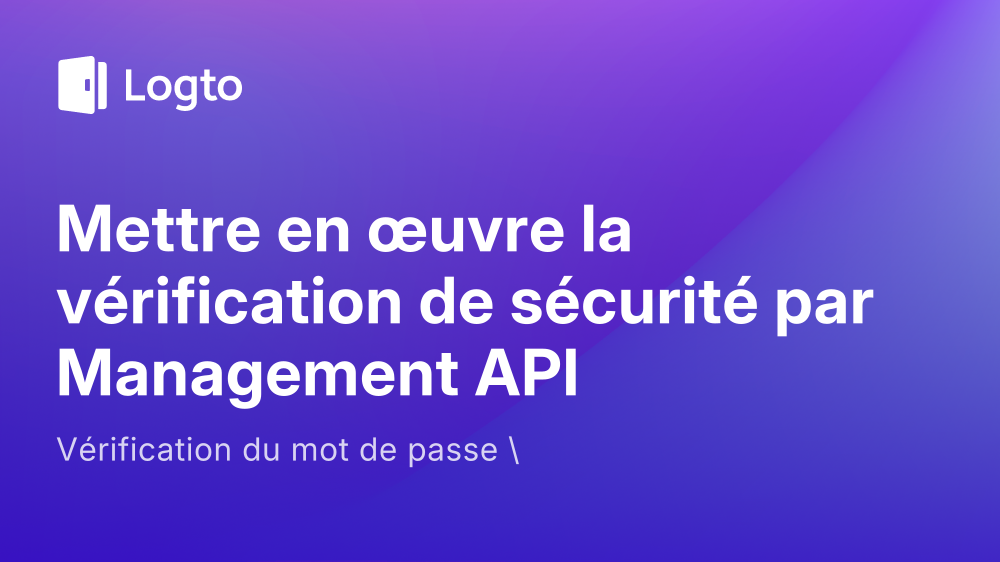 Logto
Mettre en œuvre la
vérification de sécurité par
Management API
Vérification du mot de passe \